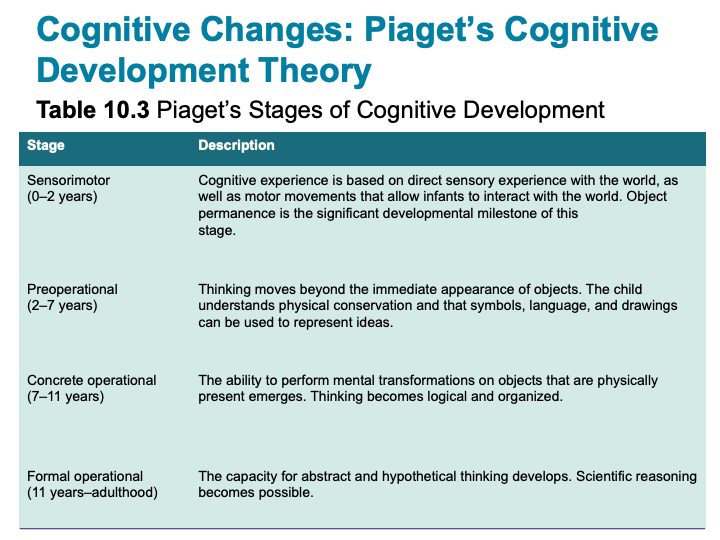 Cognitive Changes: Piaget’s Cognitive
Development Theory
Table 10.3 Piaget’s Stages of Cognitive Development
Stage Description
Sensorimotor
(0–2 years)
Cognitive experience is based on direct sensory experience with the world, as
well as motor movements that allow infants to interact with the world. Object
permanence is the significant developmental milestone of this
stage.
Preoperational
(2–7 years)
Thinking moves beyond the immediate appearance of objects. The child
understands physical conservation and that symbols, language, and drawings
can be used to represent ideas.
Concrete operational
(7–11 years)
The ability to perform mental transformations on objects that are physically
present emerges. Thinking becomes logical and organized.
Formal operational
(11 years–adulthood)
The capacity for abstract and hypothetical thinking develops. Scientific reasoning
becomes possible.